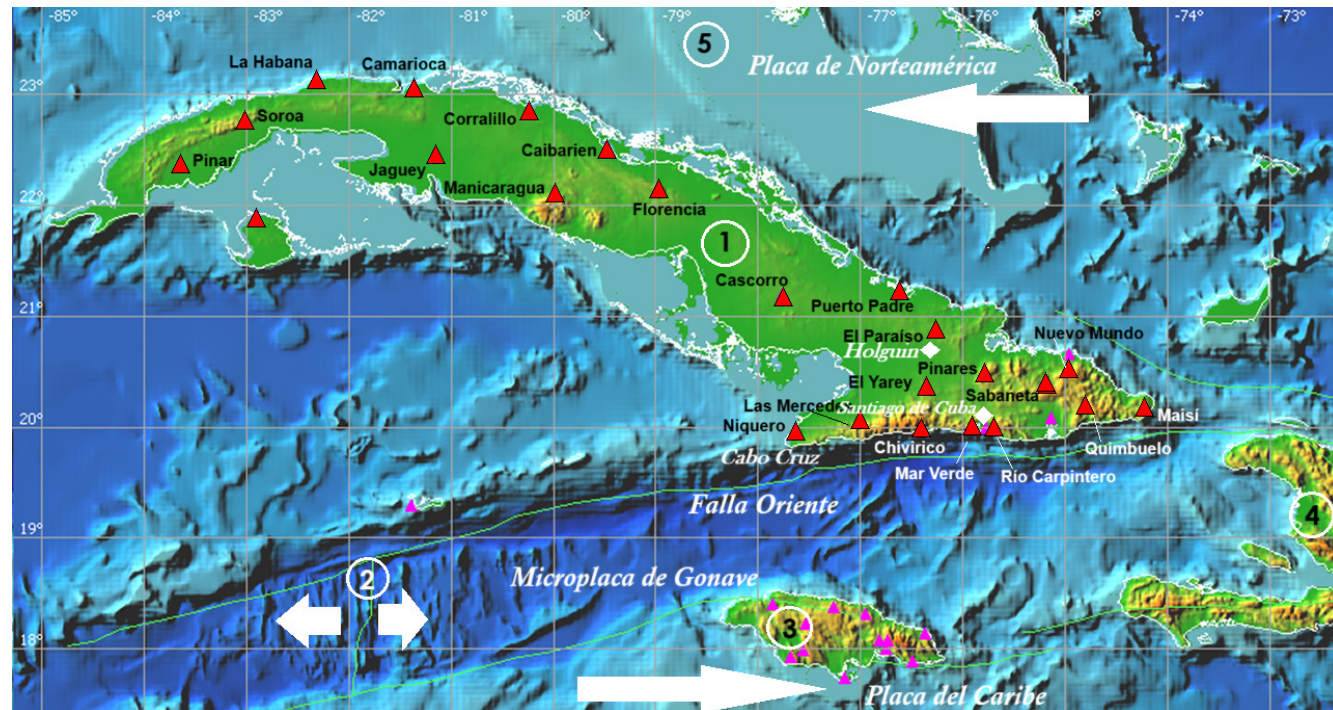 -85° -84° -83° -82° -81° -80° -79° -78° -77° -76° -75° -74° -73° -72°
5
Placa de Norteamérica
La Habana
Camarioca
23°
Soroa
Corralillo
Pinar
Jaguey
Caibarien
Manicaragua
22°
Florencia
1
Cascorro
Puerto Padre
21°
El Paraíso
Nuevo Mundo
Holguin
El Yarey
Pinares
Sabaneta
Las Mercedes
Santiago de Cuba
Maisí
20°
Niquero
Chivirico
Quimbuelo
Cabo Cruz
Mar Verde
Río Carpintero
Falla Oriente
4
19°
2
Microplaca de Gonave
3
18°
Placa del Caribe